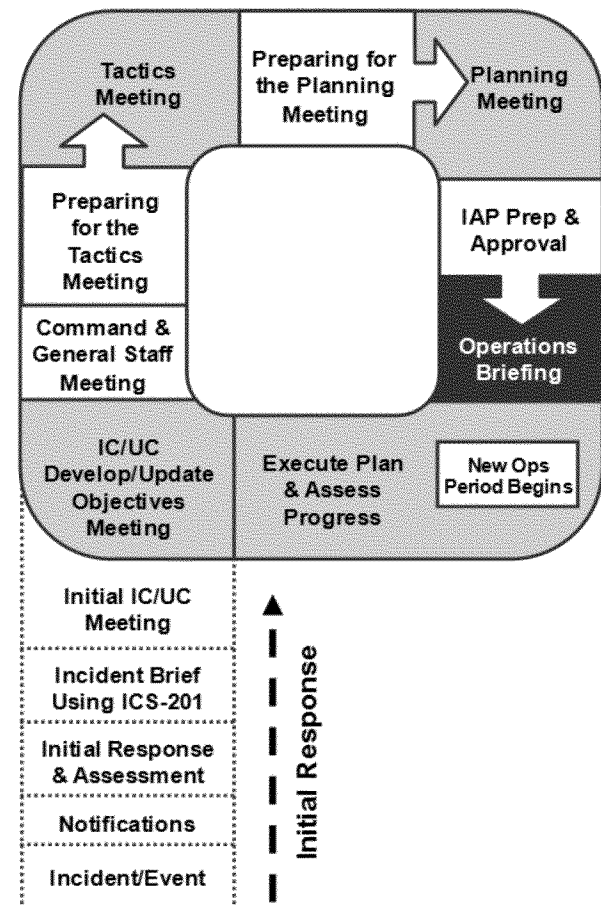 Tactics
Meeting
Preparing for
the Planning
Meeting
Planning
Meeting
Preparing
for the
Tactics
Meeting
IAP Prep &
Approval
Command &
General Staff
Meeting
Operations
Briefing
IC/UC
Develop/Update
Objectives
Meeting
Execute Plan
& Assess
Progress
New Ops
Period Begins
Initial IC/UC
Meeting
Incident Brief
Using ICS-201
Initial Response
& Assessment
Notifications
Incident/Event
Initial Response